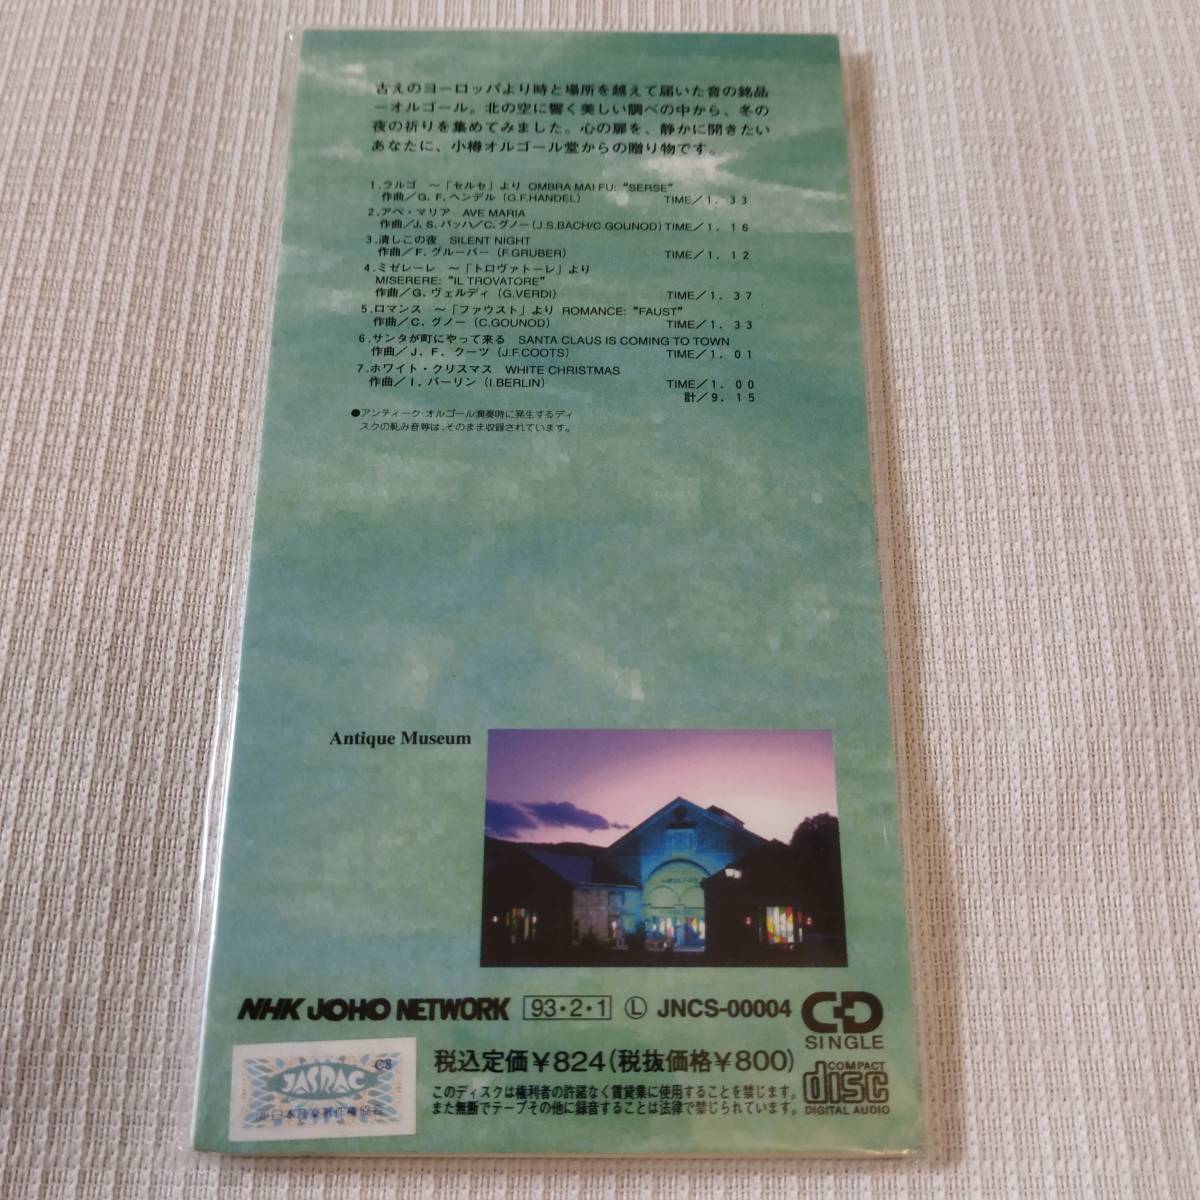 古えのヨーロッパより時と場所を越えて届いた音の銘品
ーオルゴール。北の空に響く美しい調べの中から、冬の
夜の祈りを集めてみました。心の扉を、静かに開きたい
あなたに、小樽オルゴール堂からの贈り物です。
1.ラルゴ ～「セルセ」より OMBRA MAI FU: "SERSE"
作曲／G. F. ヘンデル (G.F.HANDEL) TIME／1. 33
2.アベ・マリア AVE MARIA
作曲／J. S. バッハ／C. グノー (J.S.BACH/C.GOUNOD) TIME／1. 16
3.清しこの夜 SILENT NIGHT
作曲／F. グルーバー (F.GRUBER) TIME／1. 12
4.ミゼレーレ ～「トロヴァトーレ」より
MISERERE: "IL TROVATORE"
作曲／G. ヴェルディ (G.VERDI) TIME／1. 37
5.ロマンス ～「ファウスト」より ROMANCE: "FAUST"
作曲／C. グノー (C.GOUNOD) TIME／1. 33
6.サンタが町にやって来る SANTA CLAUS IS COMING TO TOWN
作曲／J. F. クーツ (J.F.COOTS) TIME／1. 01
7.ホワイト・クリスマス WHITE CHRISTMAS
作曲／I. バーリン (I.BERLIN) TIME／1. 00
計／9. 15
●アンティーク・オルゴール演奏時に発生するディ
スクの軋み音等は、そのまま収録されています。
Antique Museum
NHK JOHO NETWORK 93・2・1 Ⓛ JNCS-00004
CD SINGLE
税込定価￥824(税抜価格￥800)
このディスクは権利者の許諾なく賃貸業に使用することを禁じます。
また無断でテープその他に録音することは法律で禁じられています。
COMPACT
disc
DIGITAL AUDIO
C8
JASRAC